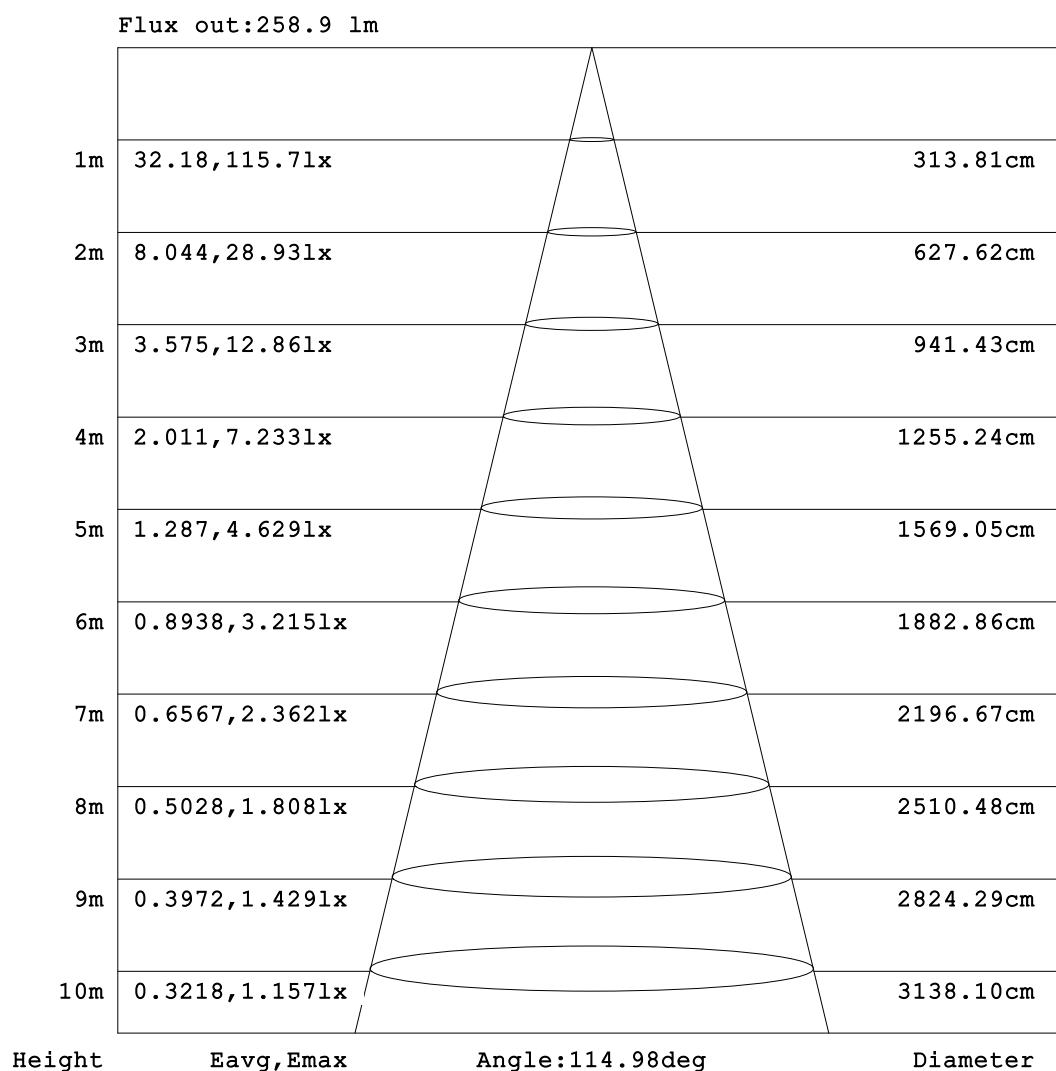 Flux out:258.9 lm
1m 32.18,115.7lx 313.81cm
2m 8.044,28.93lx 627.62cm
3m 3.575,12.86lx 941.43cm
4m 2.011,7.233lx 1255.24cm
5m 1.287,4.629lx 1569.05cm
6m 0.8938,3.215lx 1882.86cm
7m 0.6567,2.362lx 2196.67cm
8m 0.5028,1.808lx 2510.48cm
9m 0.3972,1.429lx 2824.29cm
10m 0.3218,1.157lx 3138.10cm
Height Eavg,Emax Angle:114.98deg Diameter